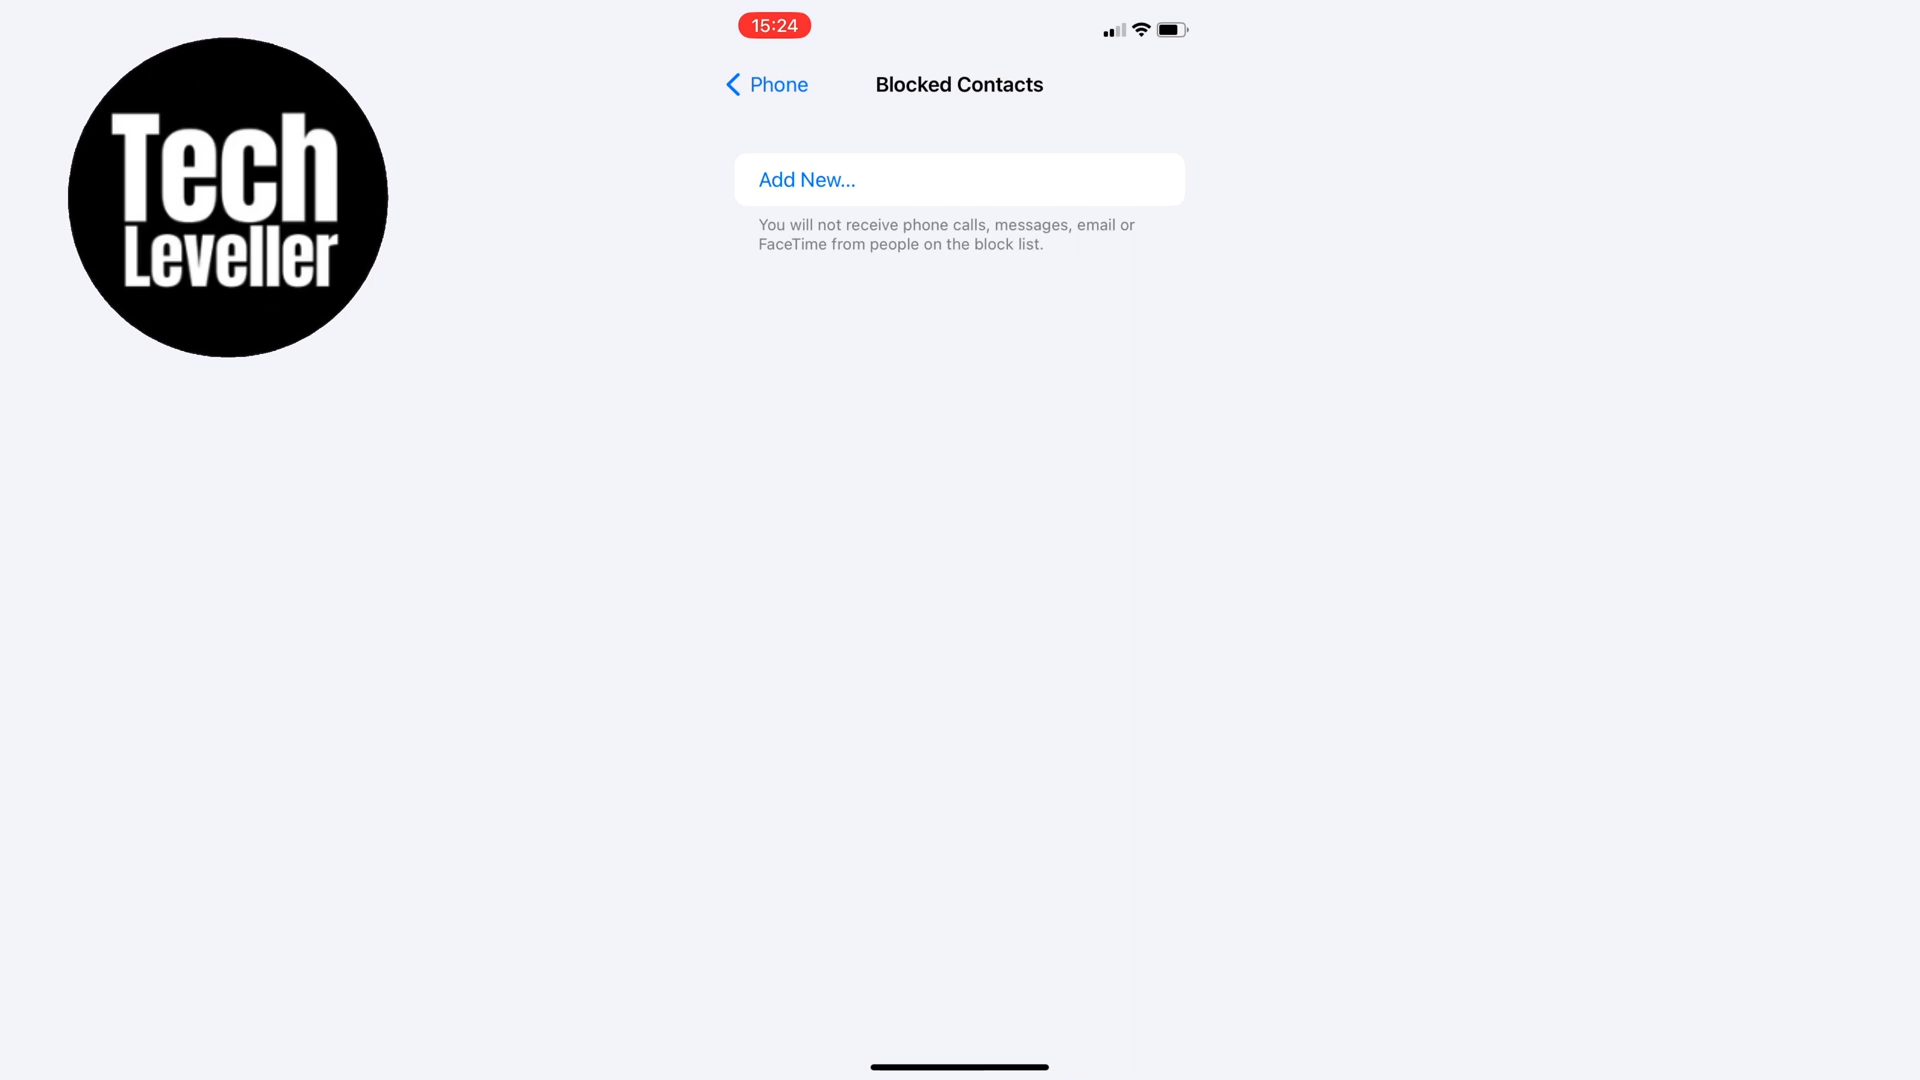 Tech
Leveller
15:24
Phone
Blocked Contacts
Add New...
You will not receive phone calls, messages, email or
FaceTime from people on the block list.